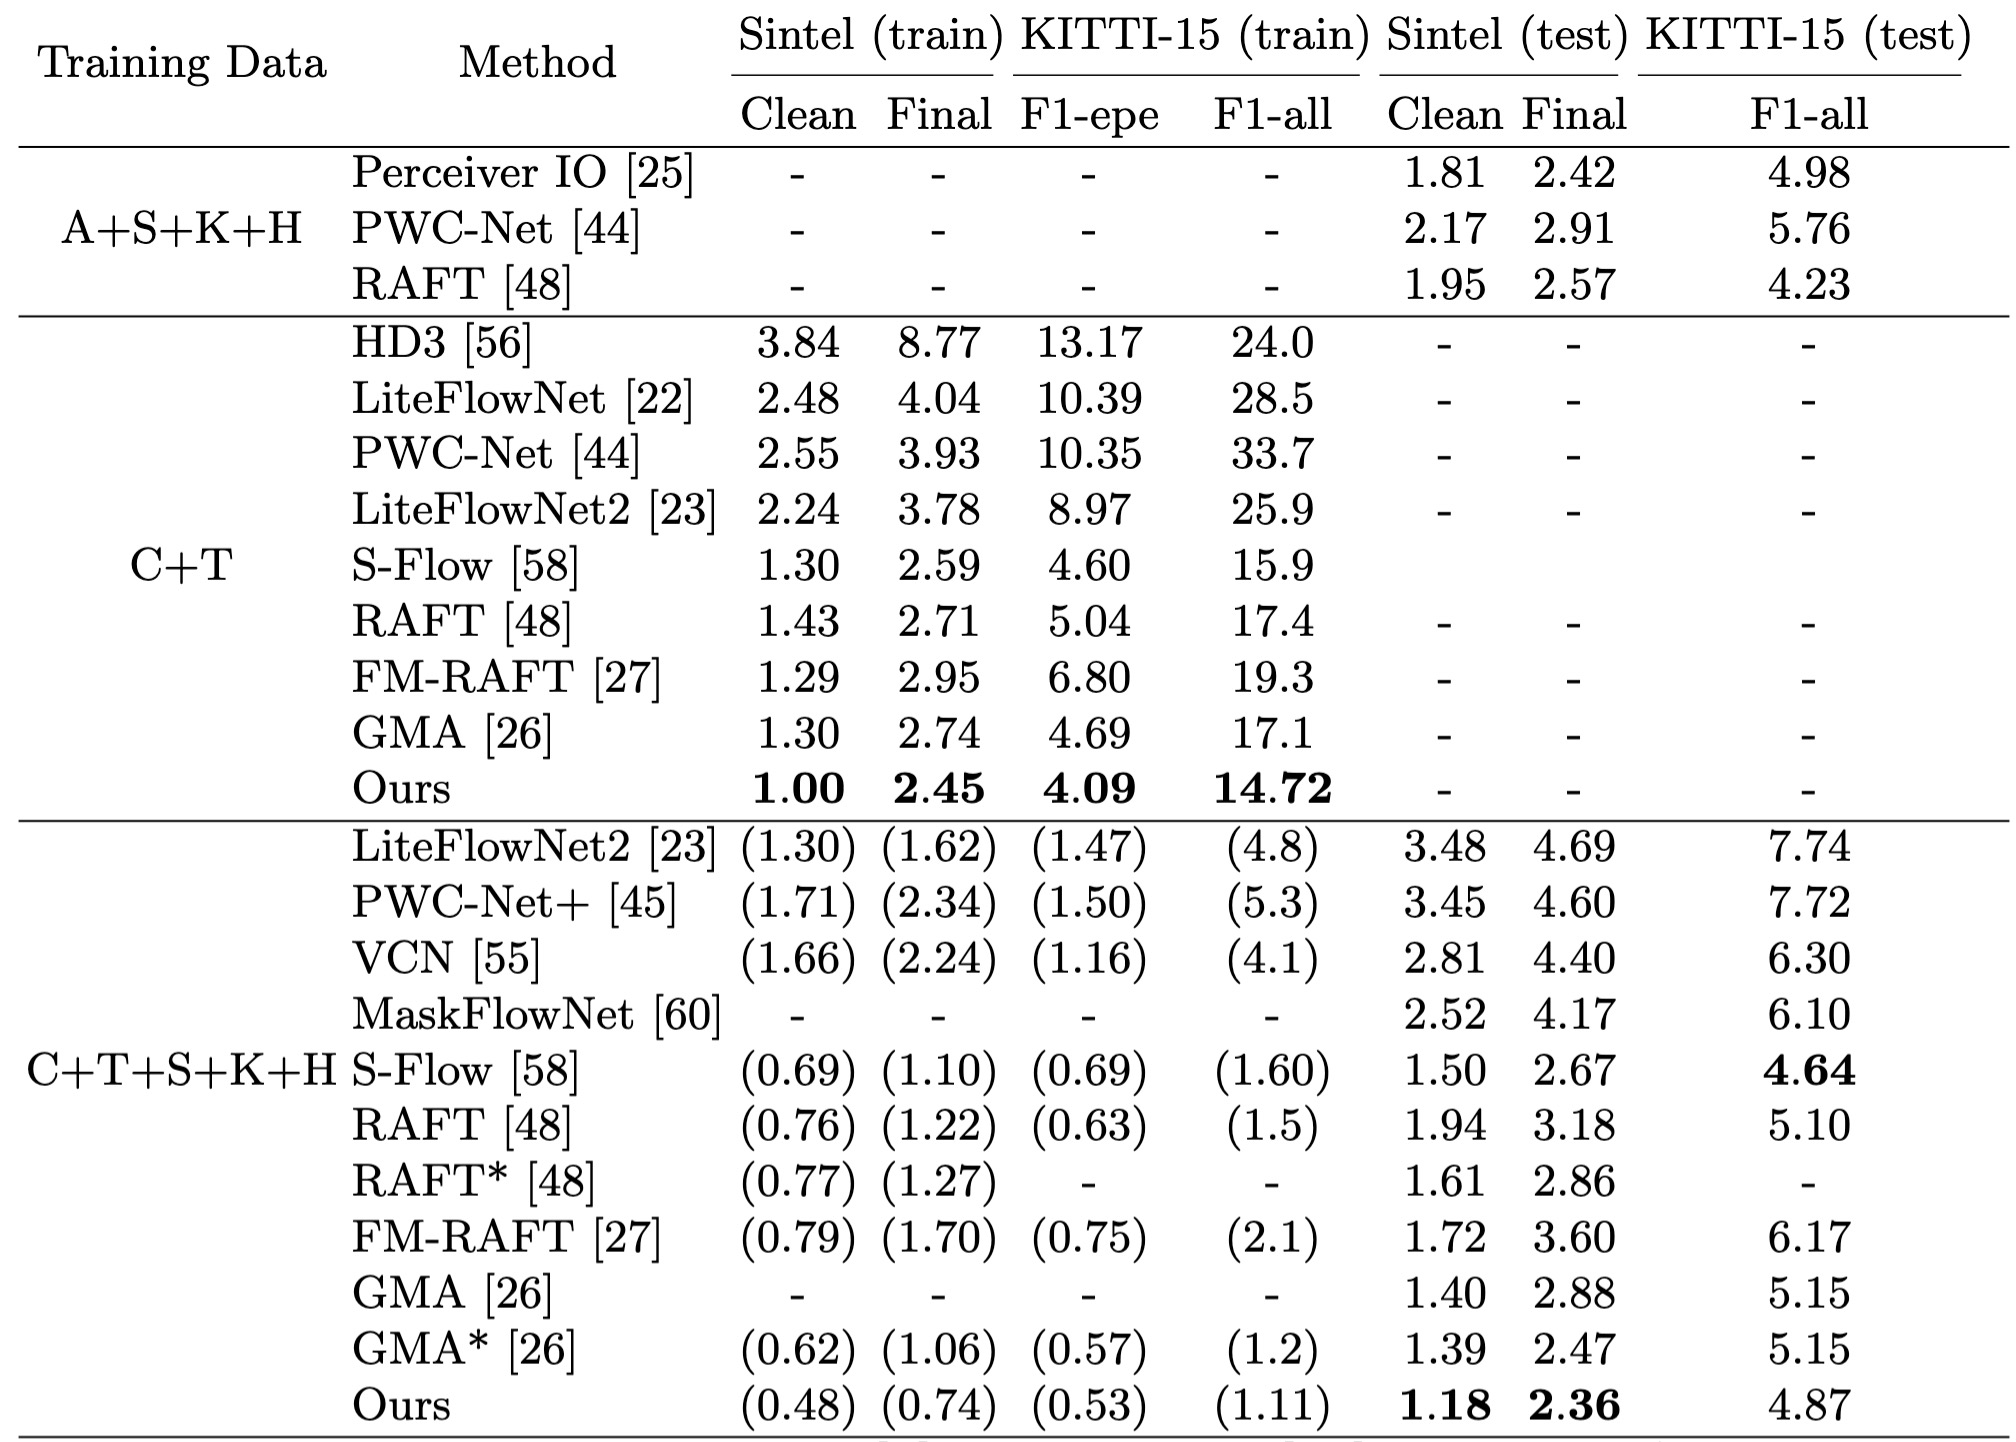 Training Data Method Sintel (train) KITTI-15 (train) Sintel (test) KITTI-15 (test)
Clean Final F1-epe F1-all Clean Final F1-all
A+S+K+H
Perceiver IO [25] - - - - 1.81 2.42 4.98
PWC-Net [44] - - - - 2.17 2.91 5.76
RAFT [48] - - - - 1.95 2.57 4.23
C+T
HD3 [56] 3.84 8.77 13.17 24.0 - - -
LiteFlowNet [22] 2.48 4.04 10.39 28.5 - - -
PWC-Net [44] 2.55 3.93 10.35 33.7 - - -
LiteFlowNet2 [23] 2.24 3.78 8.97 25.9 - - -
S-Flow [58] 1.30 2.59 4.60 15.9
RAFT [48] 1.43 2.71 5.04 17.4 - - -
FM-RAFT [27] 1.29 2.95 6.80 19.3 - - -
GMA [26] 1.30 2.74 4.69 17.1 - - -
Ours 1.00 2.45 4.09 14.72 - - -
C+T+S+K+H
LiteFlowNet2 [23] (1.30) (1.62) (1.47) (4.8) 3.48 4.69 7.74
PWC-Net+ [45] (1.71) (2.34) (1.50) (5.3) 3.45 4.60 7.72
VCN [55] (1.66) (2.24) (1.16) (4.1) 2.81 4.40 6.30
MaskFlowNet [60] - - - - 2.52 4.17 6.10
S-Flow [58] (0.69) (1.10) (0.69) (1.60) 1.50 2.67 4.64
RAFT [48] (0.76) (1.22) (0.63) (1.5) 1.94 3.18 5.10
RAFT* [48] (0.77) (1.27) - - 1.61 2.86 -
FM-RAFT [27] (0.79) (1.70) (0.75) (2.1) 1.72 3.60 6.17
GMA [26] - - - - 1.40 2.88 5.15
GMA* [26] (0.62) (1.06) (0.57) (1.2) 1.39 2.47 5.15
Ours (0.48) (0.74) (0.53) (1.11) 1.18 2.36 4.87